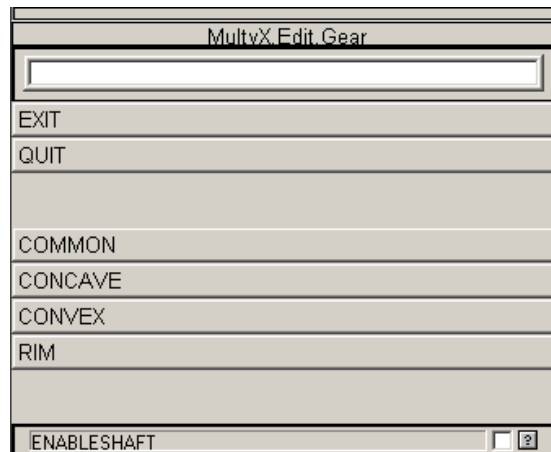 MultyX.Edit.Gear
EXIT
QUIT
COMMON
CONCAVE
CONVEX
RIM
ENABLESHAFT
?